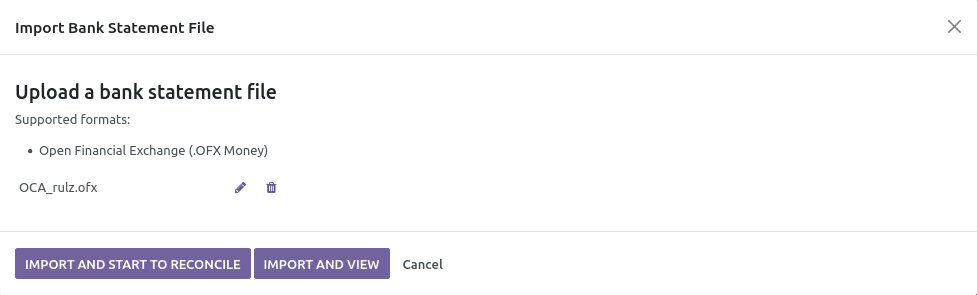 Import Bank Statement File
Upload a bank statement file
Supported formats:
• Open Financial Exchange (.OFX Money)
OCA_rulz.ofx
IMPORT AND START TO RECONCILE IMPORT AND VIEW Cancel